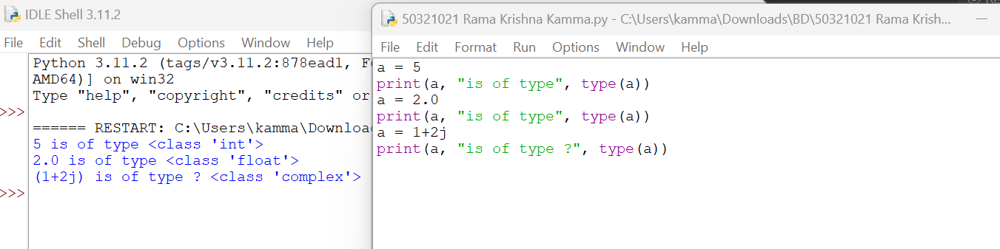 IDLE Shell 3.11.2
File Edit Shell Debug Options Window Help
Python 3.11.2 (tags/v3.11.2:878ead1, F
AMD64)] on win32
Type "help", "copyright", "credits" or
>>>
====== RESTART: C:\Users\kamma\Downloa
5 is of type <class 'int'>
2.0 is of type <class 'float'>
(1+2j) is of type ? <class 'complex'>
>>>
50321021 Rama Krishna Kamma.py - C:\Users\kamma\Downloads\BD\50321021 Rama Krish...
File Edit Format Run Options Window Help
a = 5
print(a, "is of type", type(a))
a = 2.0
print(a, "is of type", type(a))
a = 1+2j
print(a, "is of type ?", type(a))